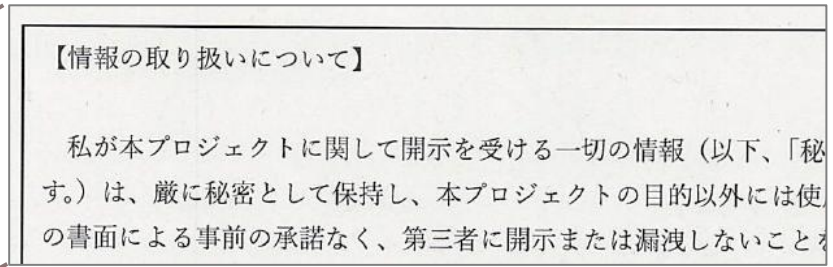 【情報の取り扱いについて】
私が本プロジェクトに関して開示を受ける一切の情報(以下、「秘
す。)は、厳に秘密として保持し、本プロジェクトの目的以外には使
の書面による事前の承諾なく、第三者に開示または漏洩しないことを